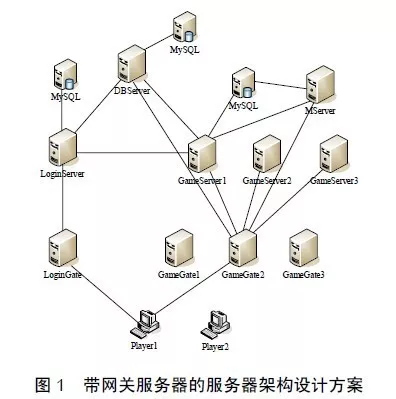 MySQL
MySQL
DBServer
MySQL
MServer
LoginServer
GameServer1
GameServer2
GameServer3
LoginGate
GameGate1
GameGate2
GameGate3
Player1
Player2
图 1 带网关服务器的服务器架构设计方案